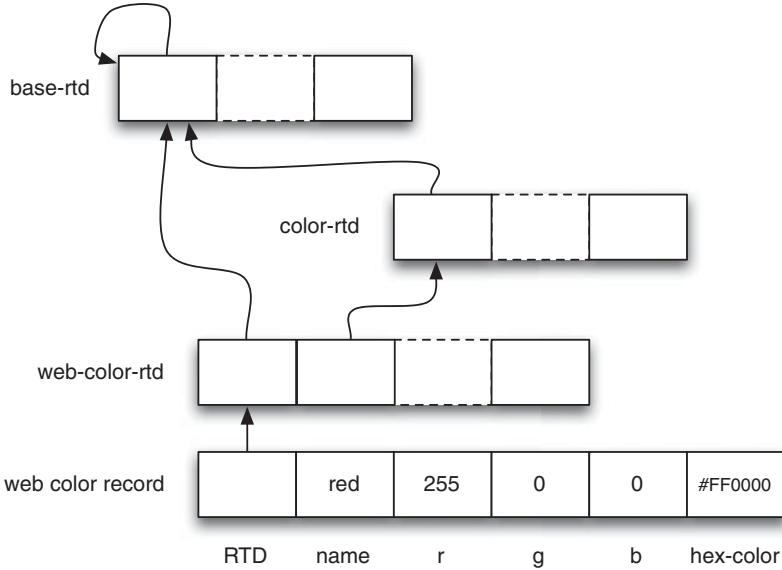 base-rtd
color-rtd
web-color-rtd
web color record
red
255
0
0
#FF0000
RTD
name
r
g
b
hex-color